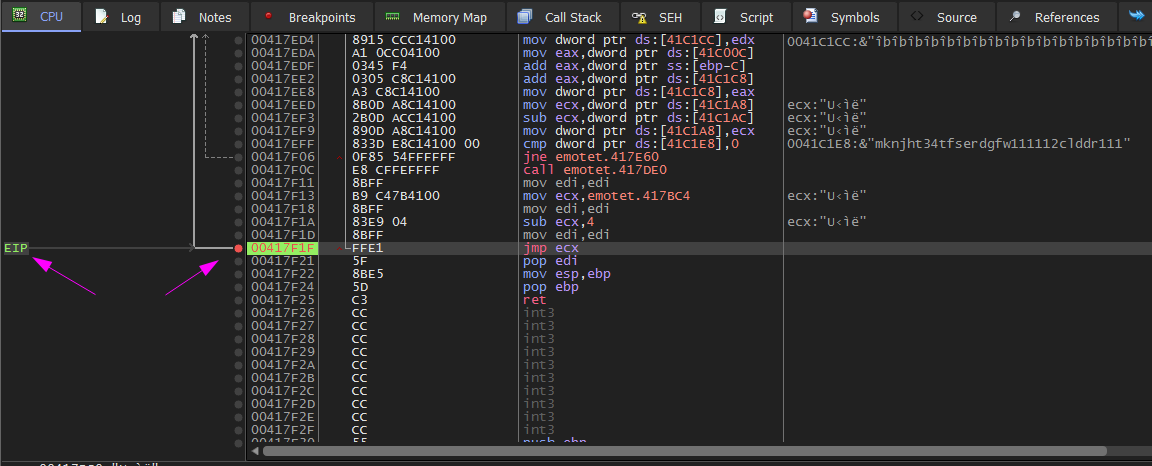 CPU Log Notes Breakpoints Memory Map Call Stack SEH Script Symbols Source References
00417ED4 8915 CCC14100 mov dword ptr ds:[41C1CC],edx
00417EDA A1 0CC04100 mov eax,dword ptr ds:[41C00C]
00417EDF 0345 F4 add eax,dword ptr ss:[ebp-C]
00417EE2 0305 C8C14100 add eax,dword ptr ds:[41C1C8]
00417EE8 A3 C8C14100 mov dword ptr ds:[41C1C8],eax
00417EED 8B0D A8C14100 mov ecx,dword ptr ds:[41C1A8] ecx:"U‹ìë"
00417EF3 2B0D ACC14100 sub ecx,dword ptr ds:[41C1AC] ecx:"U‹ìë"
00417EF9 890D A8C14100 mov dword ptr ds:[41C1A8],ecx ecx:"U‹ìë"
00417EFF 833D E8C14100 00 cmp dword ptr ds:[41C1E8],0 0041C1E8:&"mknjht34tfserdgfw111112clddr111"
00417F06 0F85 54FFFFFF jne emotet.417E60
00417F0C E8 CFFEFFFF call emotet.417DE0
00417F11 8BFF mov edi,edi
00417F13 B9 C47B4100 mov ecx,emotet.417BC4 ecx:"U‹ìë"
00417F18 8BFF mov edi,edi
00417F1A 83E9 04 sub ecx,4 ecx:"U‹ìë"
00417F1D 8BFF mov edi,edi
EIP 00417F1F FFE1 jmp ecx
00417F21 5F pop edi
00417F22 8BE5 mov esp,ebp
00417F24 5D pop ebp
00417F25 C3 ret
00417F26 CC int3
00417F27 CC int3
00417F28 CC int3
00417F29 CC int3
00417F2A CC int3
00417F2B CC int3
00417F2C CC int3
00417F2D CC int3
00417F2E CC int3
00417F2F CC int3